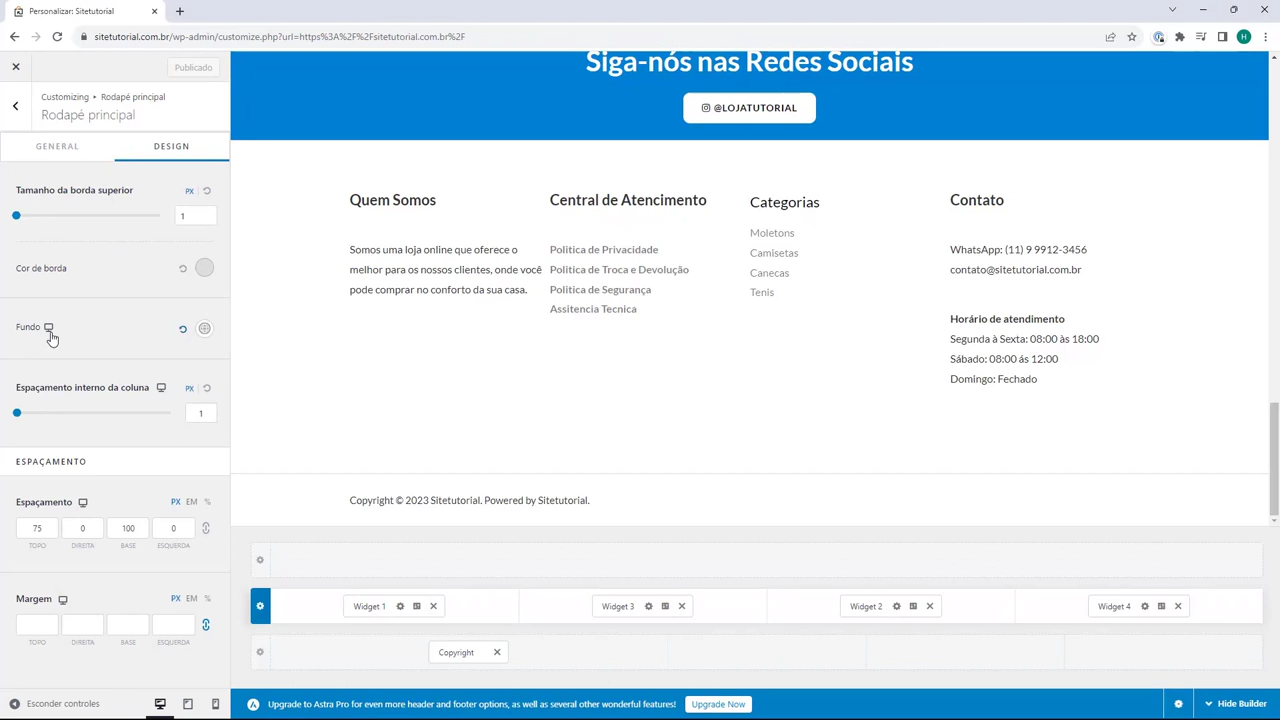 Personalizar: Sitetutorial
sitetutorial.com.br/wp-admin/customize.php?url=https%3A%2F%2Fsitetutorial.com.br%2F
H
Publicado
Customizing ▸ Rodapé principal
Rodapé principal
GENERAL
DESIGN
Tamanho da borda superior
PX
1
Cor de borda
Fundo
Espaçamento interno da coluna
PX
1
ESPAÇAMENTO
Espaçamento
PX EM %
75 0 100 0
TOPO DIREITA BASE ESQUERDA
Margem
PX EM %
TOPO DIREITA BASE ESQUERDA
Esconder controles
Siga-nós nas Redes Sociais
@LOJATUTORIAL
Quem Somos
Somos uma loja online que oferece o
melhor para os nossos clientes, onde você
pode comprar no conforto da sua casa.
Central de Atencimento
Politica de Privacidade
Politica de Troca e Devolução
Politica de Segurança
Assitencia Tecnica
Categorias
Moletons
Camisetas
Canecas
Tenis
Contato
WhatsApp: (11) 9 9912-3456
contato@sitetutorial.com.br
Horário de atendimento
Segunda à Sexta: 08:00 às 18:00
Sábado: 08:00 ás 12:00
Domingo: Fechado
Copyright © 2023 Sitetutorial. Powered by Sitetutorial.
Widget 1
Widget 3
Widget 2
Widget 4
Copyright
Upgrade to Astra Pro for even more header and footer options, as well as several other wonderful features!
Upgrade Now
Hide Builder